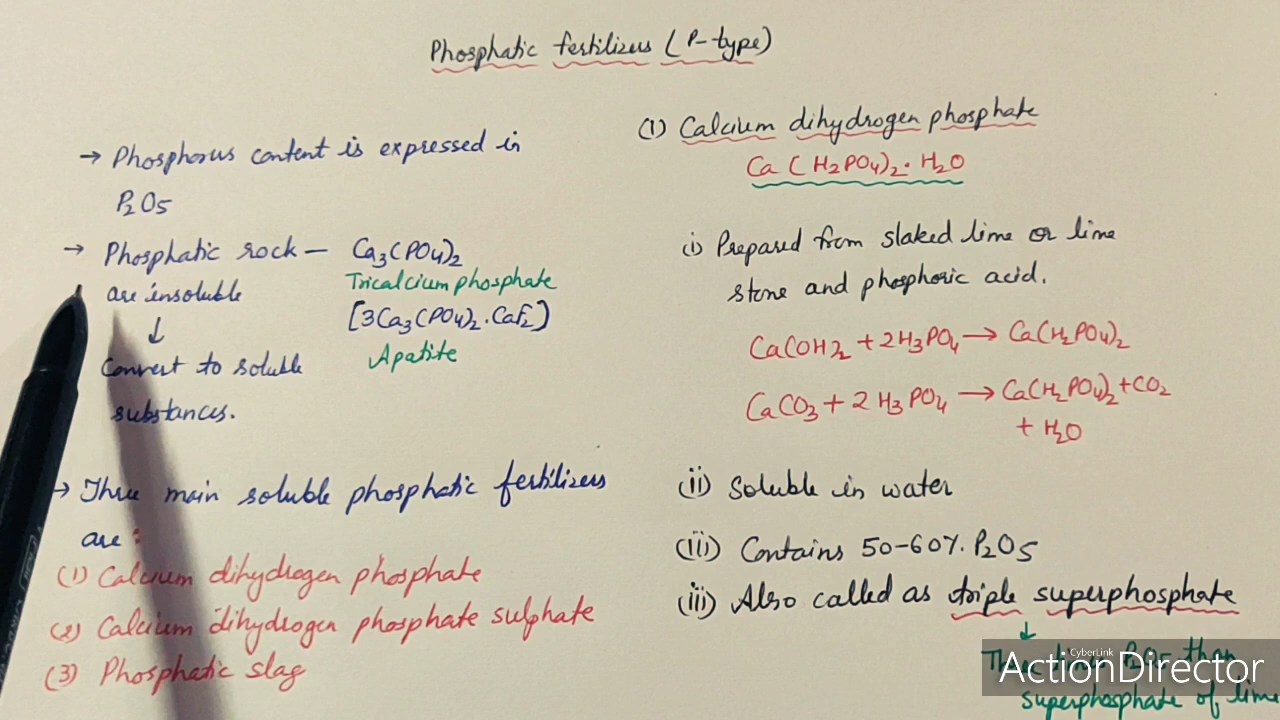 Phosphatic fertilizers (P-type)
→ Phosphorus content is expressed in
P2O5
→ Phosphatic rock — Ca3(PO4)2
are insoluble Tricalcium phosphate
↓ [3Ca3(PO4)2.CaF2]
Convert to soluble Apatite
substances.
→ Three main soluble phosphatic fertilizers
are:
(1) Calcium dihydrogen phosphate
(2) Calcium dihydrogen phosphate sulphate
(3) Phosphatic slag
(1) Calcium dihydrogen phosphate
Ca(H2PO4)2.H2O
(i) Prepared from slaked lime or lime
stone and phosphoric acid.
Ca(OH)2 + 2H3PO4 → Ca(H2PO4)2
CaCO3 + 2H3PO4 → Ca(H2PO4)2 + CO2
+ H2O
(ii) Soluble in water
(iii) Contains 50-60% P2O5
(iii) Also called as triple superphosphate
↓
P2O5 than
superphosphate of lime
CyberLink
ActionDirector